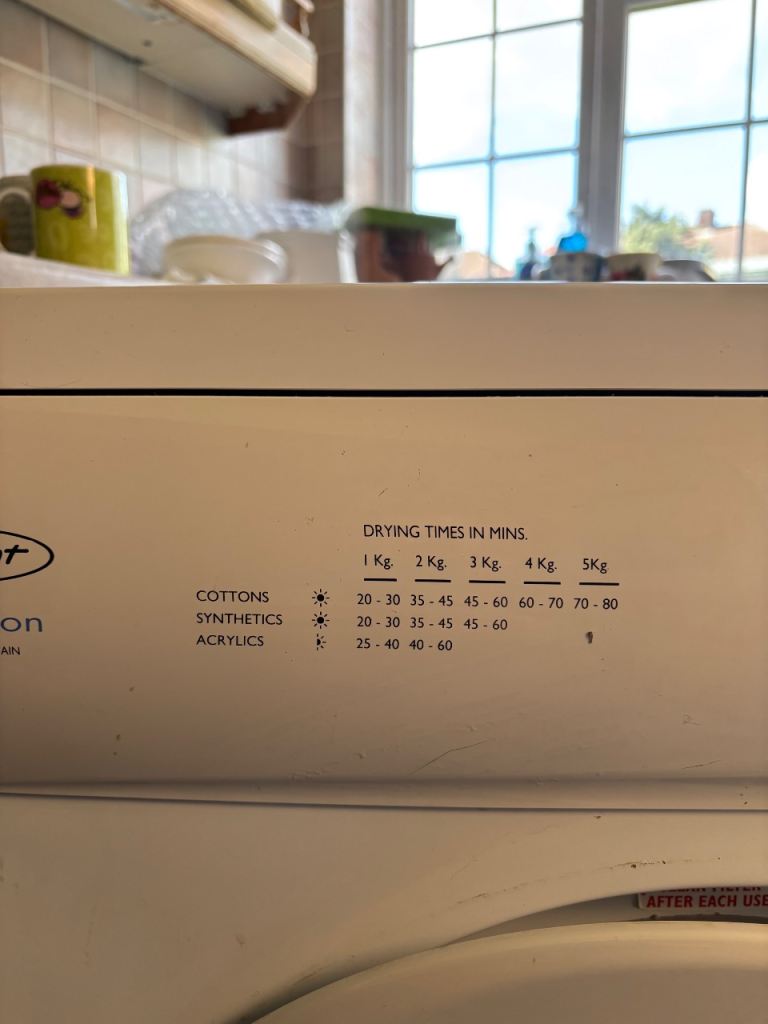 DRYING TIMES IN MINS.
1 Kg. 2 Kg. 3 Kg. 4 Kg. 5Kg
COTTONS 20 - 30 35 - 45 45 - 60 60 - 70 70 - 80
SYNTHETICS 20 - 30 35 - 45 45 - 60
ACRYLICS 25 - 40 40 - 60
AFTER EACH USE